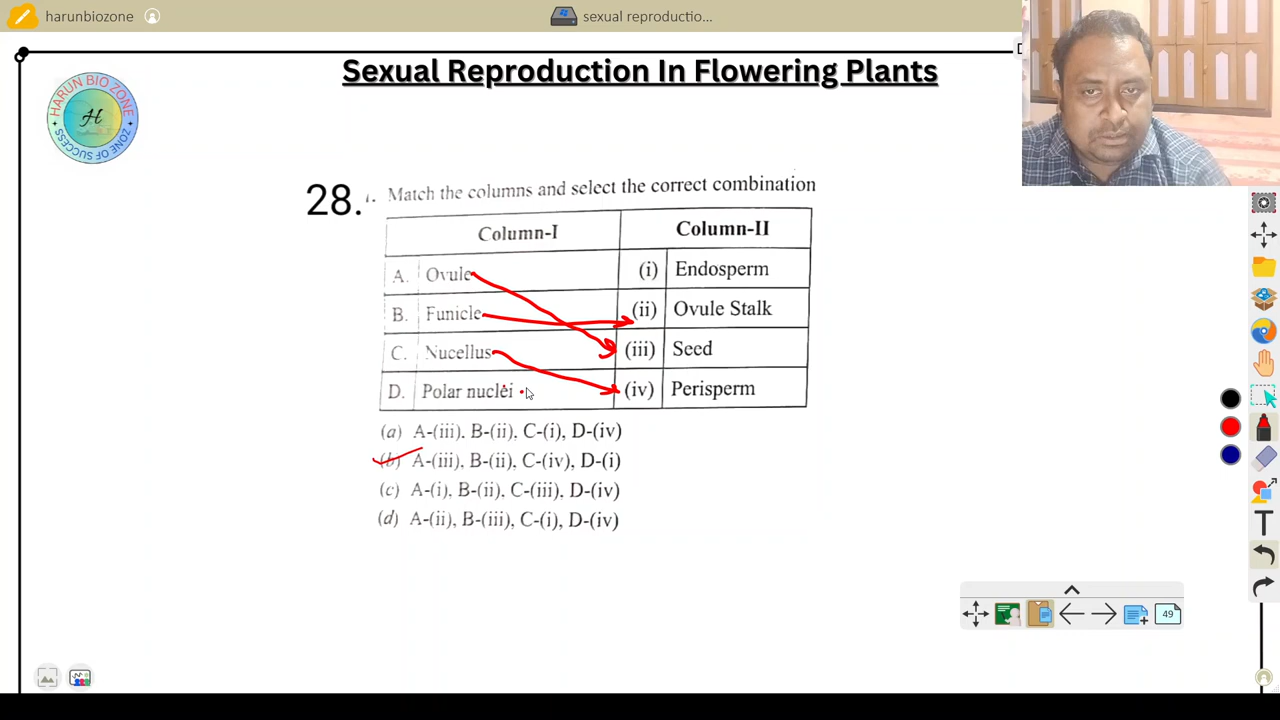 harunbiozone
sexual reproductio...
Sexual Reproduction In Flowering Plants
HARUN BIO ZONE
H
ZONE OF SUCCESS
28. Match the columns and select the correct combination
Column-I Column-II
A. Ovule (i) Endosperm
B. Funicle (ii) Ovule Stalk
C. Nucellus (iii) Seed
D. Polar nuclei (iv) Perisperm
(a) A-(iii), B-(ii), C-(i), D-(iv)
(b) A-(iii), B-(ii), C-(iv), D-(i)
(c) A-(i), B-(ii), C-(iii), D-(iv)
(d) A-(ii), B-(iii), C-(i), D-(iv)
49